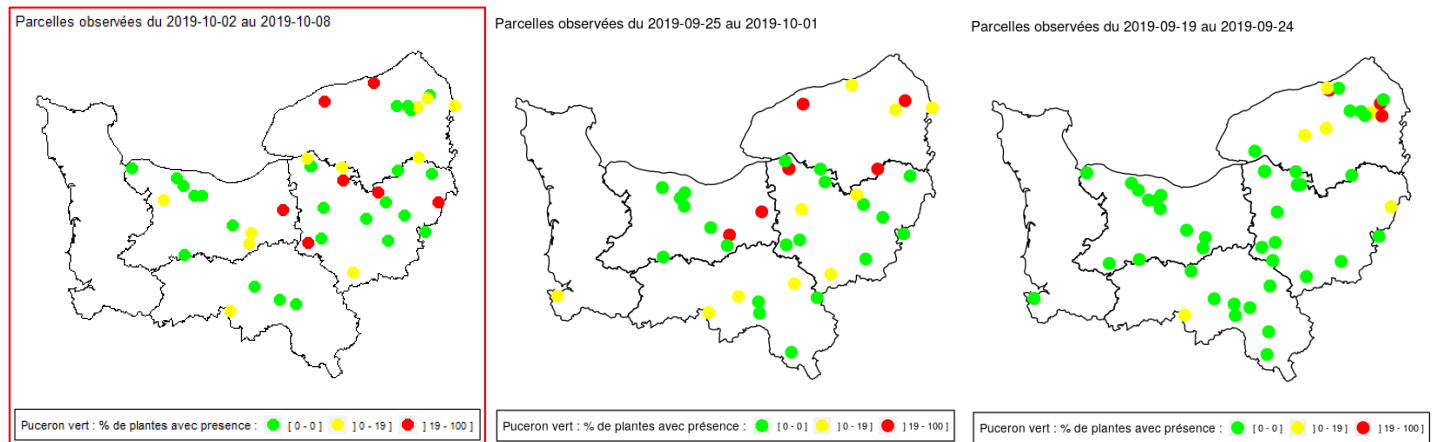 Parcelles observées du 2019-10-02 au 2019-10-08
Parcelles observées du 2019-09-25 au 2019-10-01
Parcelles observées du 2019-09-19 au 2019-09-24
Puceron vert : % de plantes avec presence : [ 0 - 0 ] ] 0 - 19 ] ] 19 - 100 ]
Puceron vert : % de plantes avec présence : [ 0 - 0 ] ] 0 - 19 ] ] 19 - 100 ]
Puceron vert : % de plantes avec présence : [ 0 - 0 ] ] 0 - 19 ] ] 19 - 100 ]